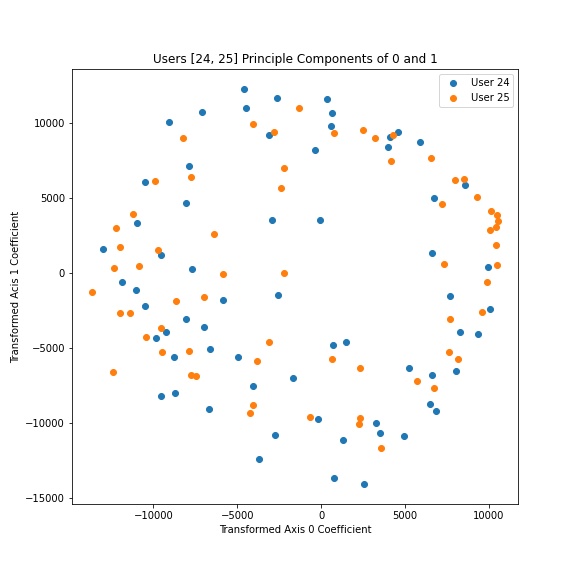 Users [24, 25] Principle Components of 0 and 1
User 24
User 25
Transformed Acis 1 Coefficient
10000
5000
0
−5000
−10000
−15000
−10000 −5000 0 5000 10000
Transformed Axis 0 Coefficient